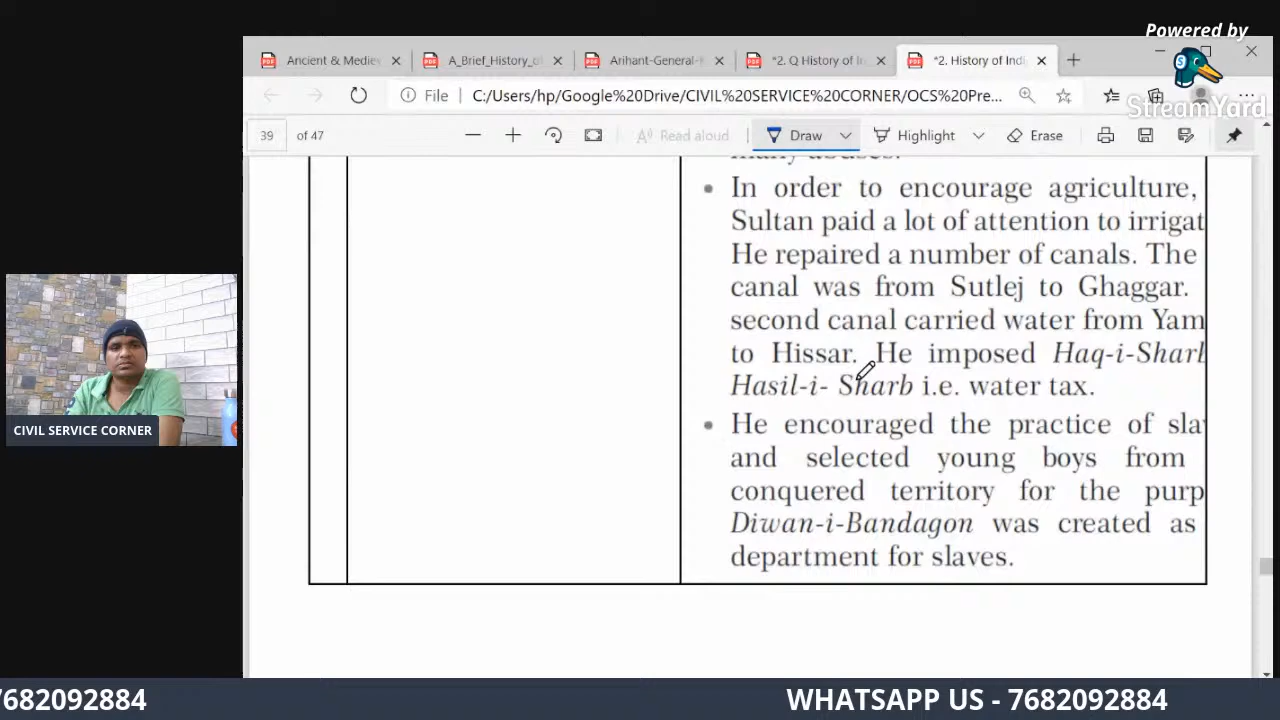 Powered by
StreamYard
Ancient & Mediev
A_Brief_History_o
Arihant-General-K
*2. Q History of In
*2. History of Indi
File
C:/Users/hp/Google%20Drive/CIVIL%20SERVICE%20CORNER/OCS%20Pre...
39 of 47
Read aloud
Draw
Highlight
Erase
many abuses.
In order to encourage agriculture,
Sultan paid a lot of attention to irrigat
He repaired a number of canals. The
canal was from Sutlej to Ghaggar.
second canal carried water from Yam
to Hissar. He imposed Haq-i-Sharb
Hasil-i- Sharb i.e. water tax.
He encouraged the practice of slav
and selected young boys from
conquered territory for the purp
Diwan-i-Bandagon was created as
department for slaves.
CIVIL SERVICE CORNER
7682092884
WHATSAPP US - 7682092884